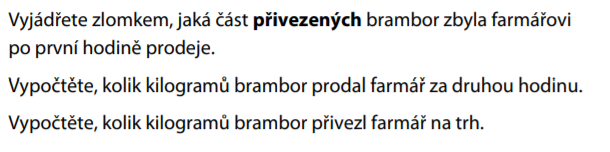 Vyjádřete zlomkem, jaká část přivezených brambor zbyla farmářovi
po první hodině prodeje.
Vypočtěte, kolik kilogramů brambor prodal farmář za druhou hodinu.
Vypočtěte, kolik kilogramů brambor přivezl farmář na trh.